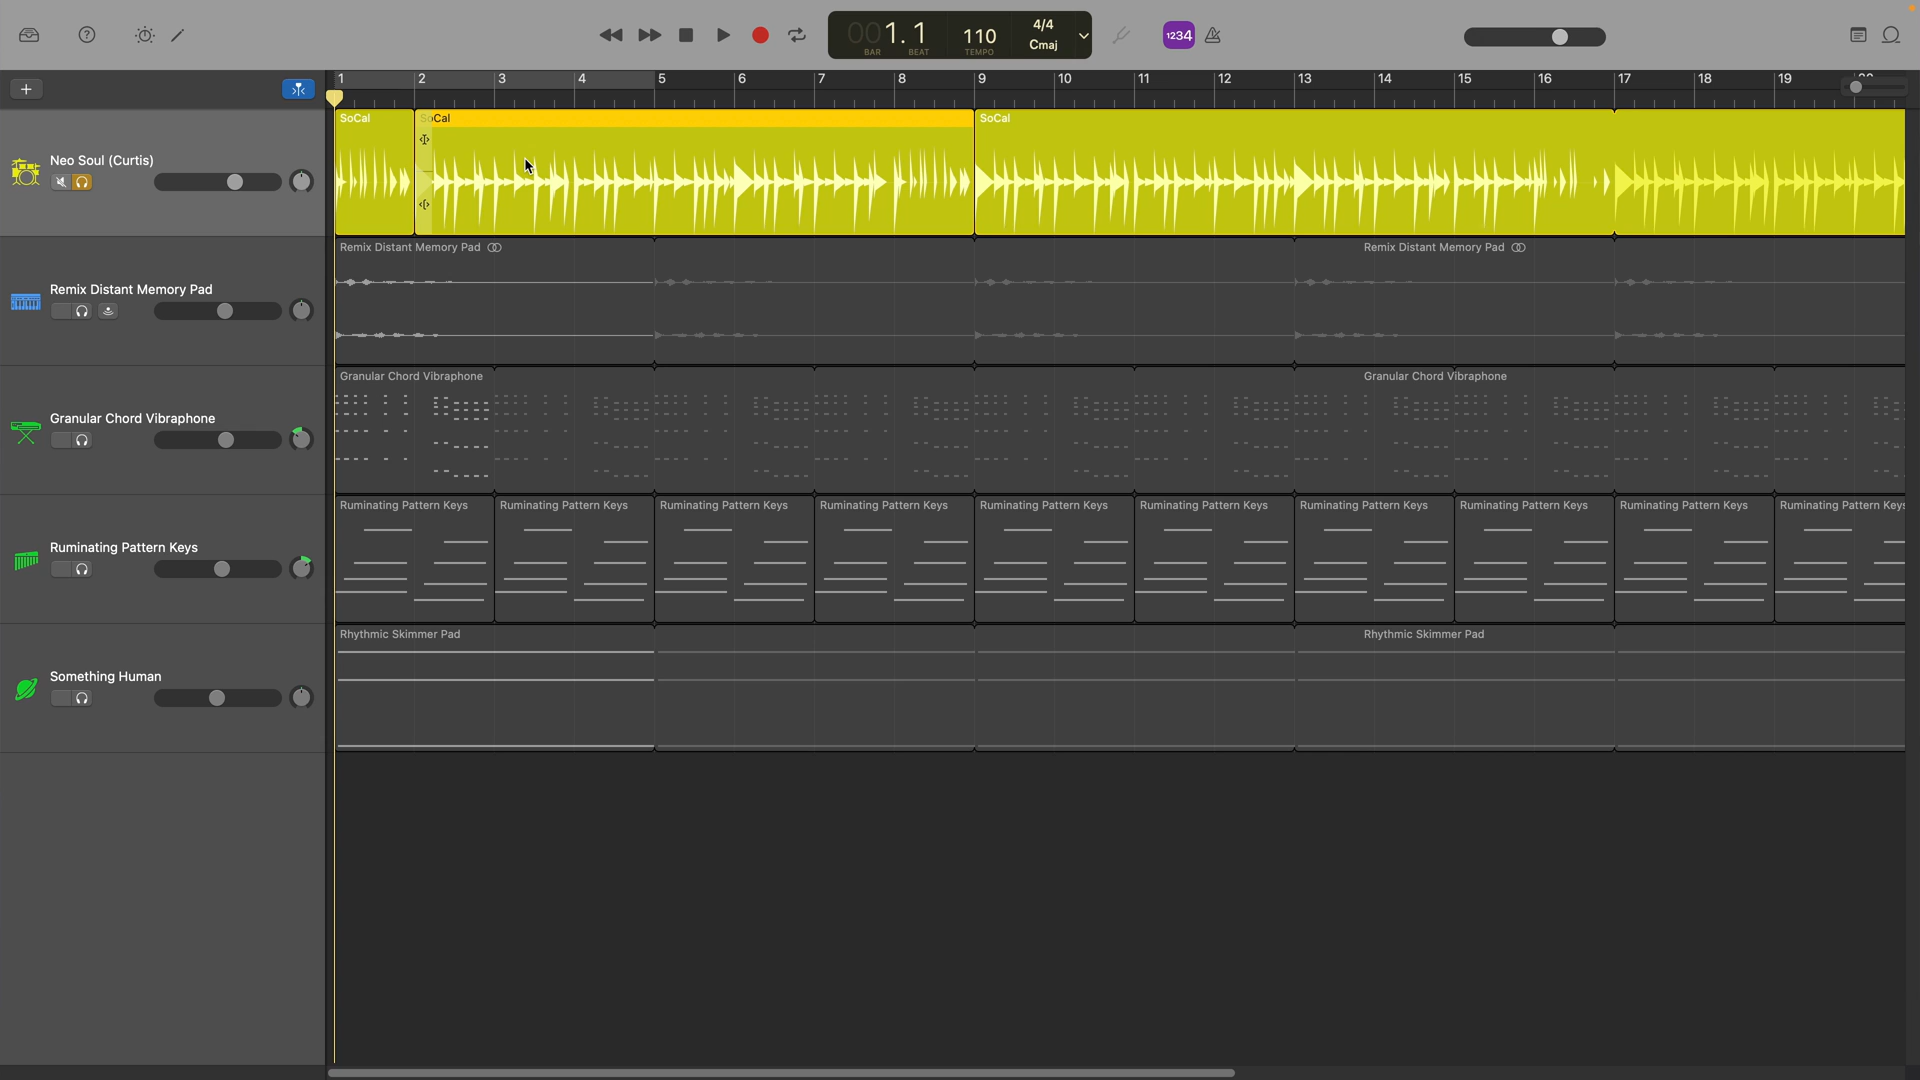 001.1
BAR BEAT
110
TEMPO
4/4
Cmaj
1234
1 2 3 4 5 6 7 8 9 10 11 12 13 14 15 16 17 18 19
SoCal SoCal SoCal
Neo Soul (Curtis)
Remix Distant Memory Pad Remix Distant Memory Pad
Remix Distant Memory Pad
Granular Chord Vibraphone Granular Chord Vibraphone
Granular Chord Vibraphone
Ruminating Pattern Keys Ruminating Pattern Keys Ruminating Pattern Keys Ruminating Pattern Keys Ruminating Pattern Keys Ruminating Pattern Keys Ruminating Pattern Keys Ruminating Pattern Keys Ruminating Pattern Keys Ruminating Pattern Keys
Ruminating Pattern Keys
Rhythmic Skimmer Pad Rhythmic Skimmer Pad
Something Human